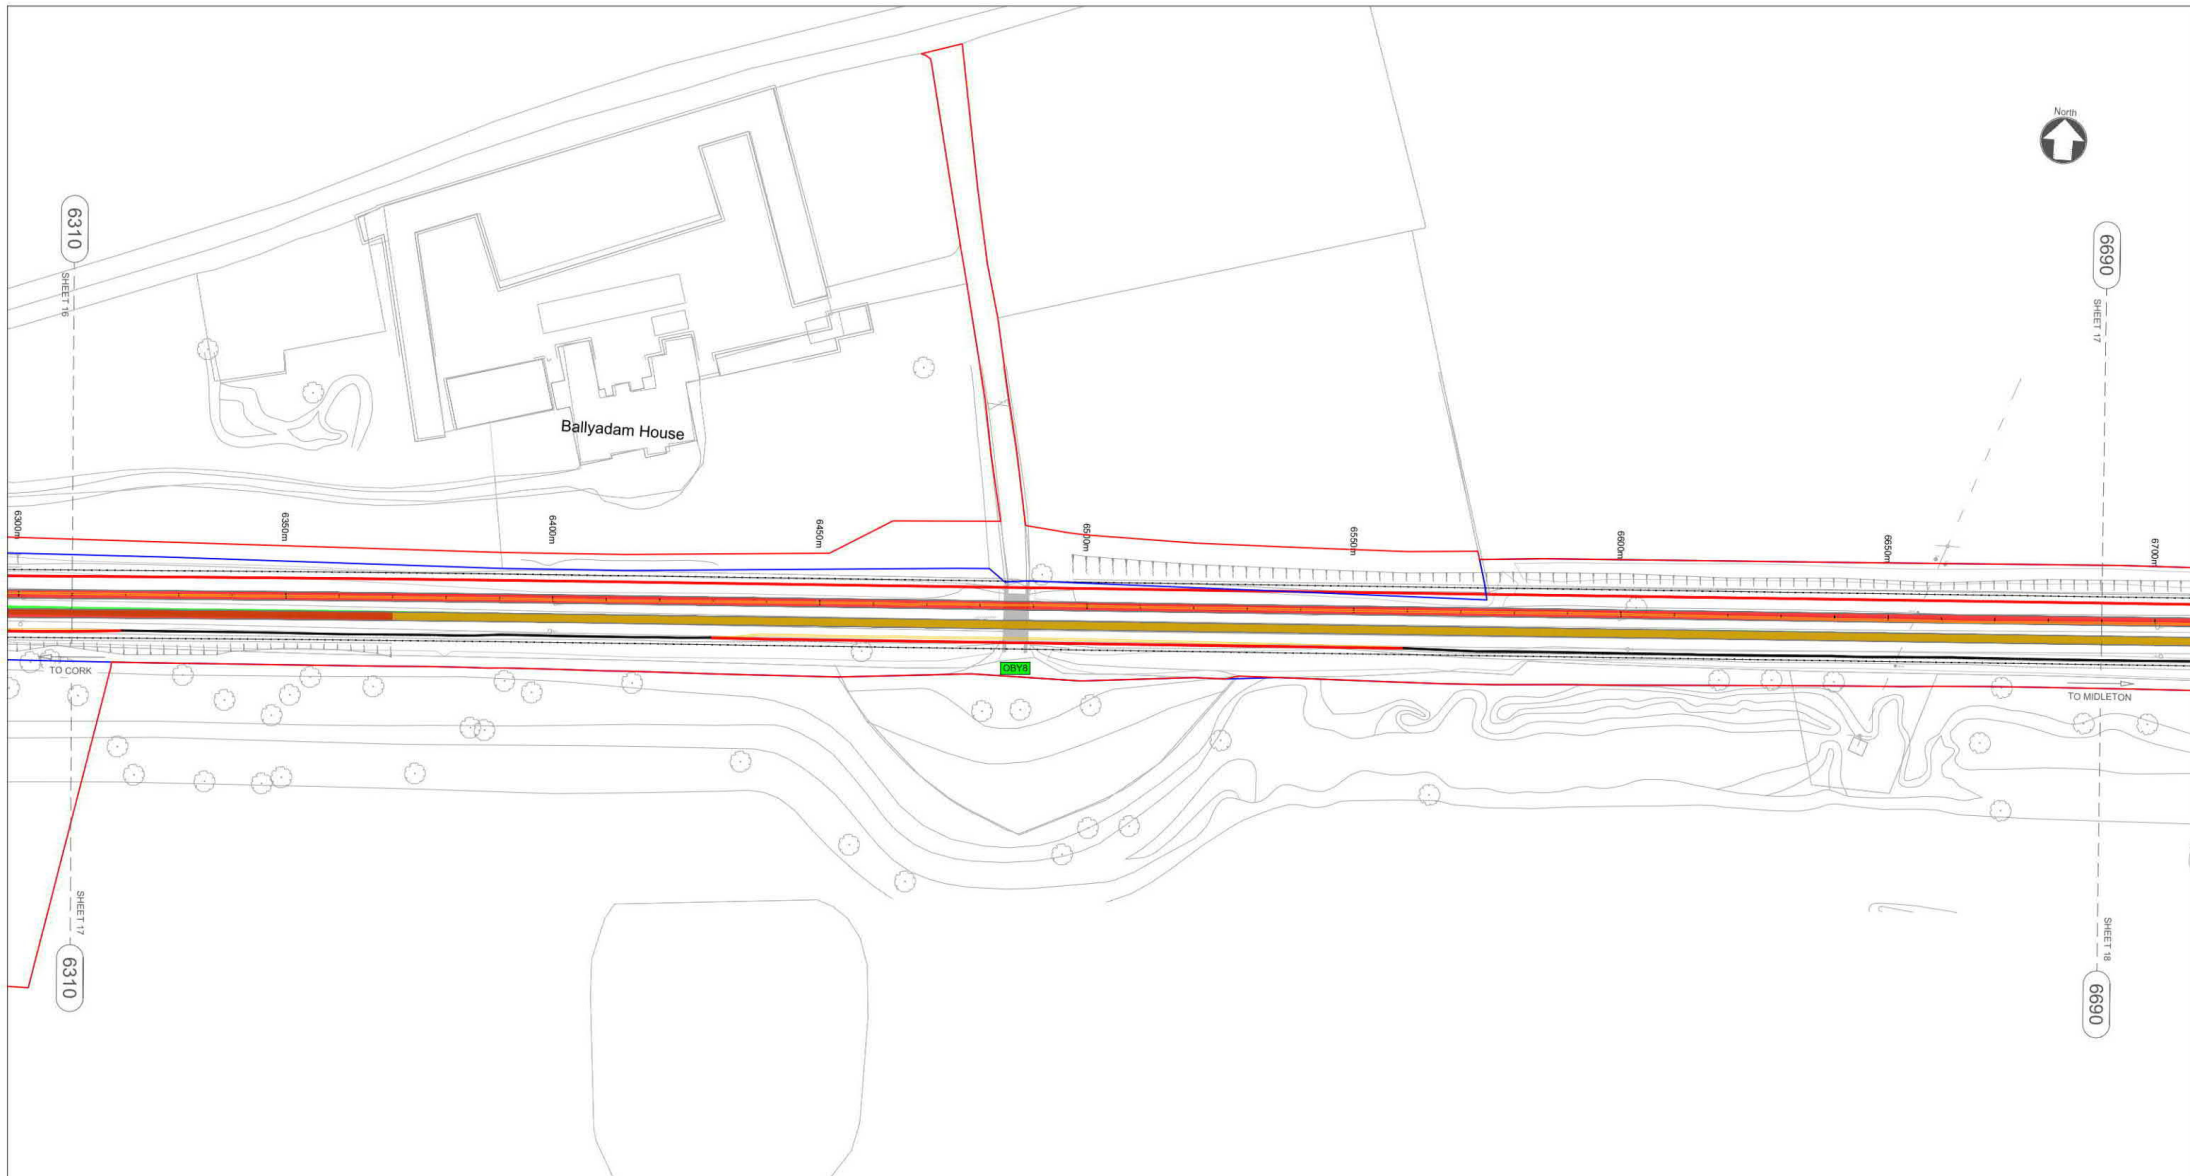 North
6310
SHEET 16
6690
SHEET 17
Ballyadam House
6300m
6350m
6400m
6450m
6500m
6550m
6600m
6650m
6700m
TO CORK
OBY8
TO MIDLETON
SHEET 17
6310
SHEET 18
6690